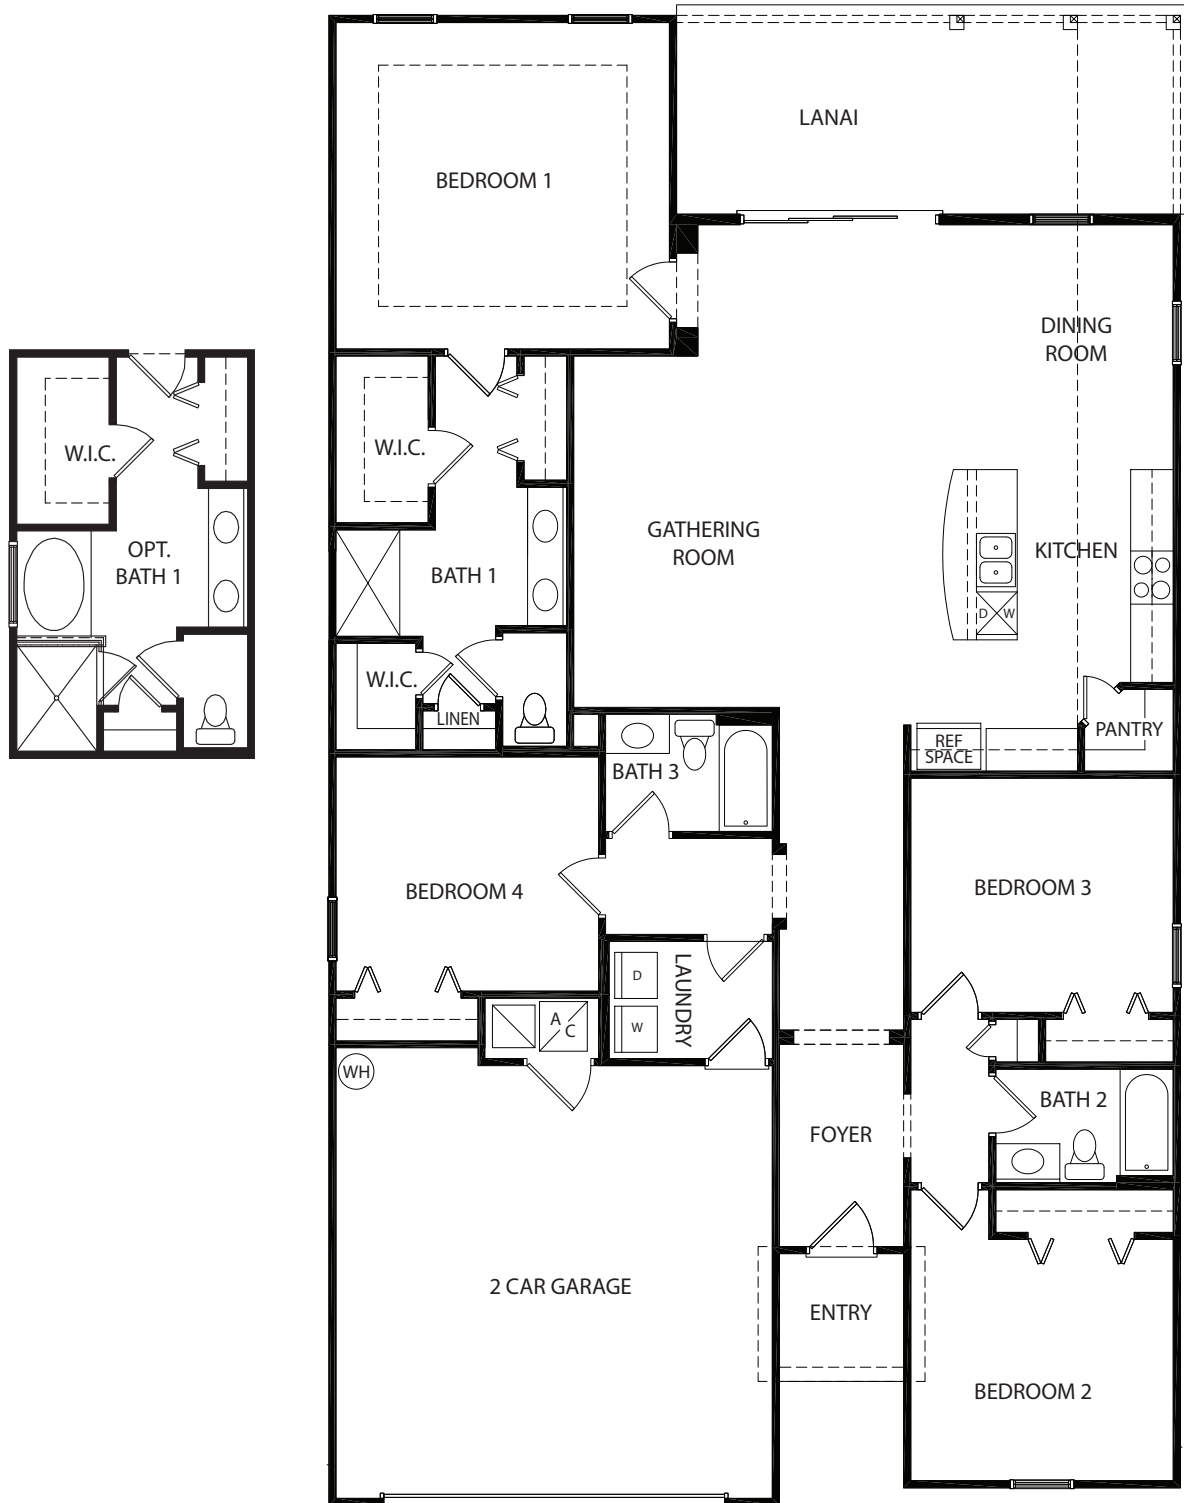 LANAI
BEDROOM 1
DINING
ROOM
W.I.C.
W.I.C.
GATHERING
ROOM
KITCHEN
OPT.
BATH 1
BATH 1
D W
W.I.C.
LINEN
PANTRY
REF
SPACE
BATH 3
BEDROOM 4
BEDROOM 3
LAUNDRY
D
W
A
C
WH
BATH 2
FOYER
2 CAR GARAGE
ENTRY
BEDROOM 2